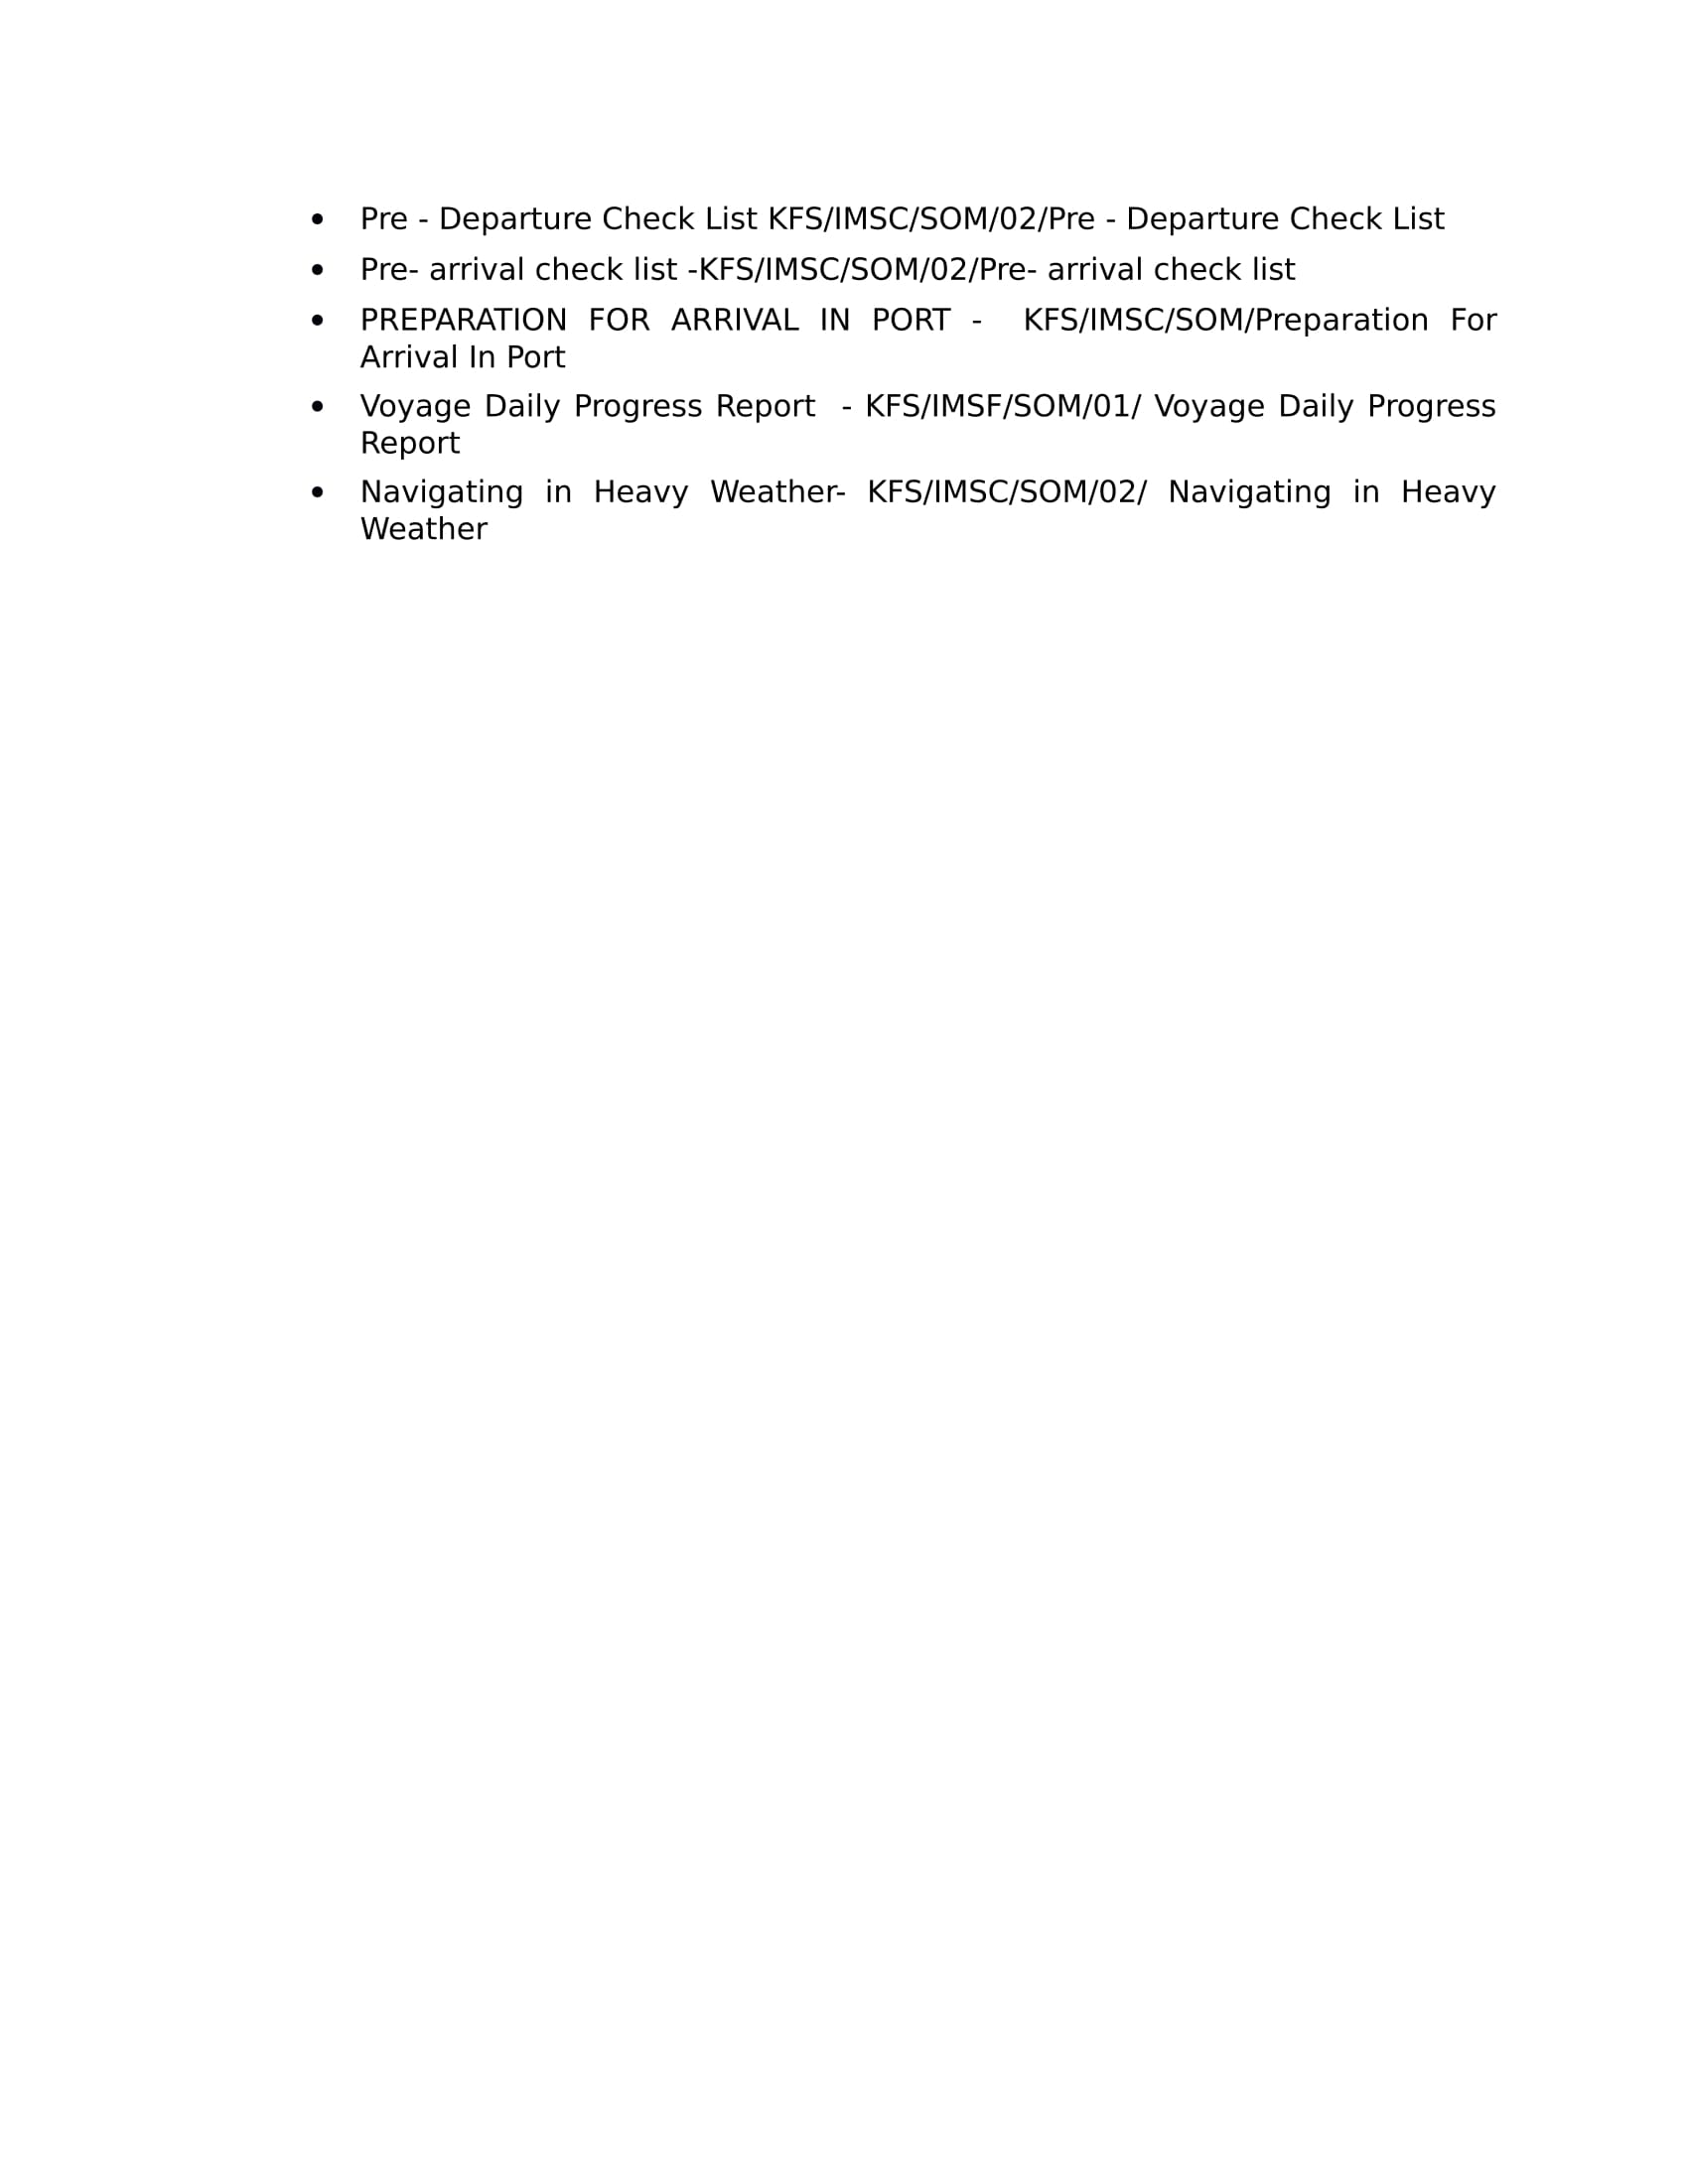 • Pre - Departure Check List KFS/IMSC/SOM/02/Pre - Departure Check List
• Pre- arrival check list -KFS/IMSC/SOM/02/Pre- arrival check list
• PREPARATION FOR ARRIVAL IN PORT -  KFS/IMSC/SOM/Preparation For
Arrival In Port
• Voyage Daily Progress Report  - KFS/IMSF/SOM/01/ Voyage Daily Progress
Report
• Navigating in Heavy Weather- KFS/IMSC/SOM/02/ Navigating in Heavy
Weather